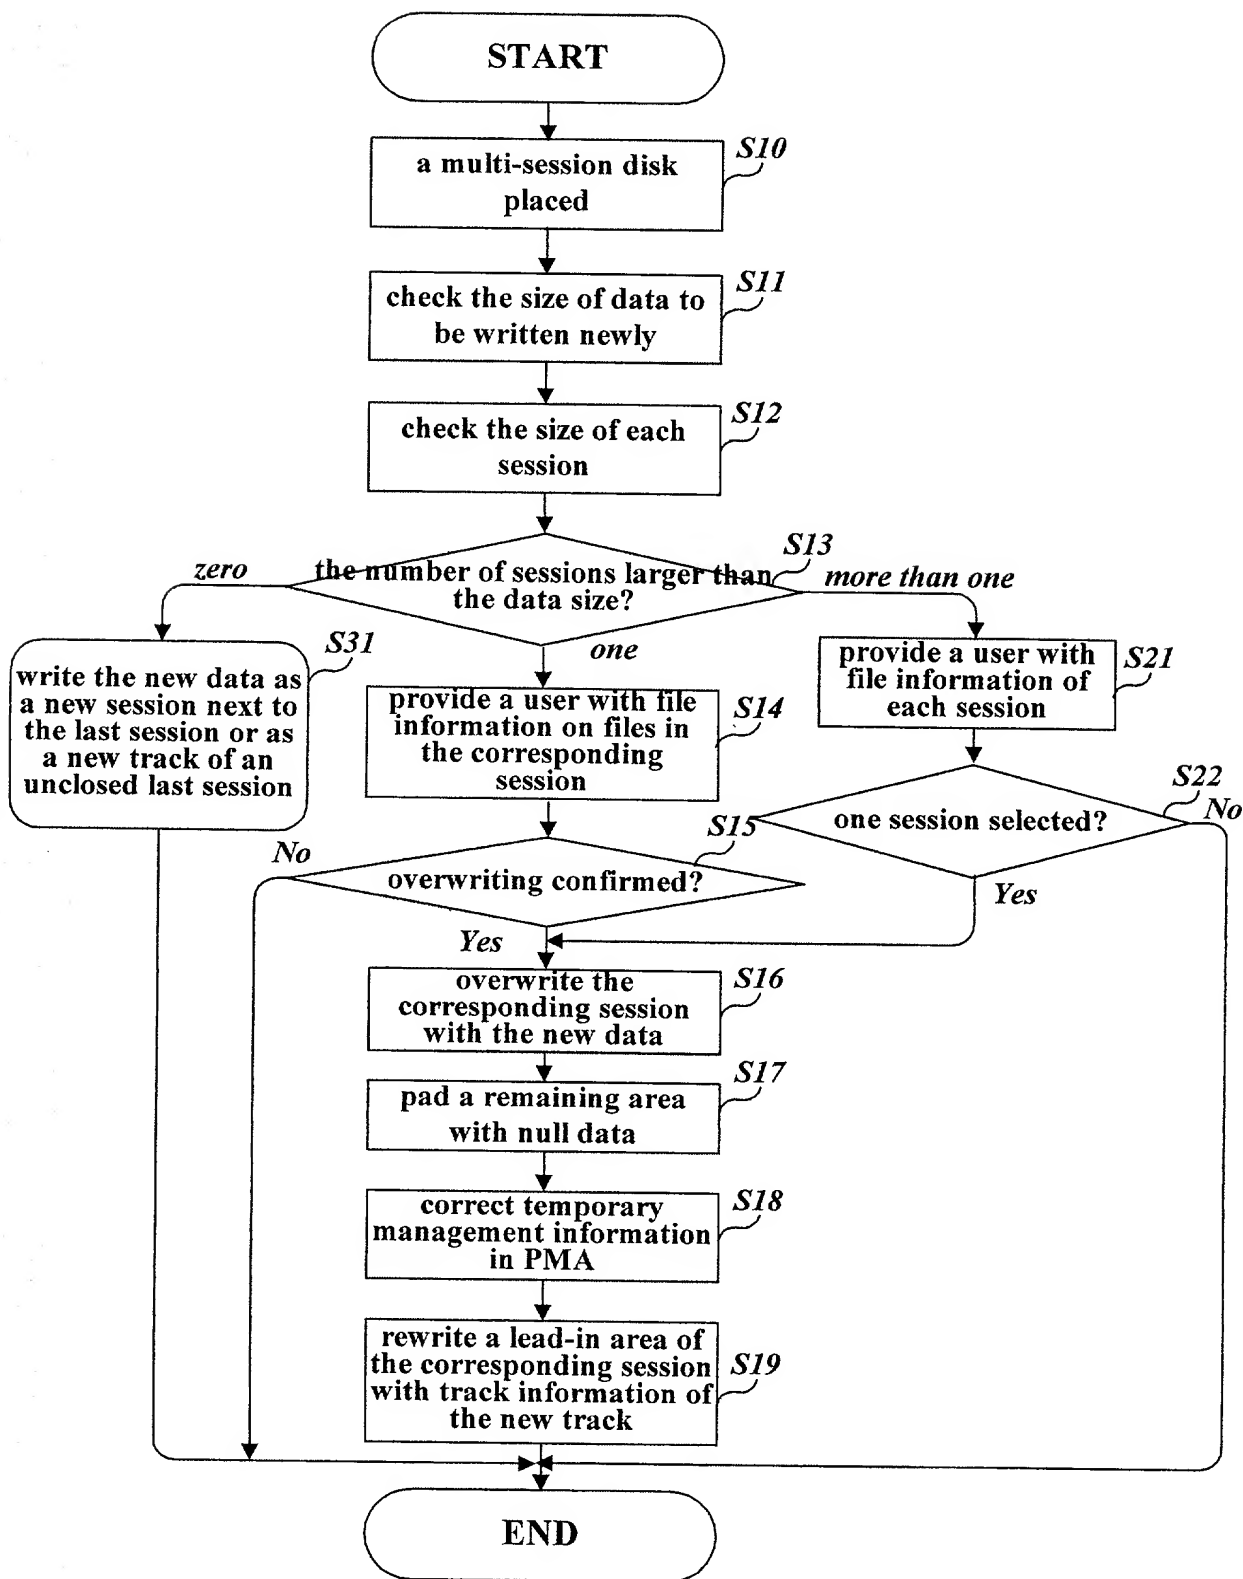 START
S10
a multi-session disk
placed
S11
check the size of data to
be written newly
S12
check the size of each
session
S13
the number of sessions larger than
the data size?
zero
more than one
one
S31
write the new data as
a new session next to
the last session or as
a new track of an
unclosed last session
S14
provide a user with file
information on files in
the corresponding
session
S21
provide a user with
file information of
each session
S22
one session selected?
No
Yes
S15
overwriting confirmed?
No
Yes
S16
overwrite the
corresponding session
with the new data
S17
pad a remaining area
with null data
S18
correct temporary
management information
in PMA
S19
rewrite a lead-in area of
the corresponding session
with track information of
the new track
END